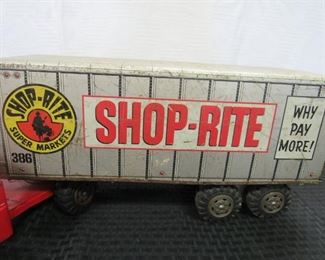 SHOP-RITE
SUPER MARKETS
386
SHOP-RITE
WHY
PAY
MORE!